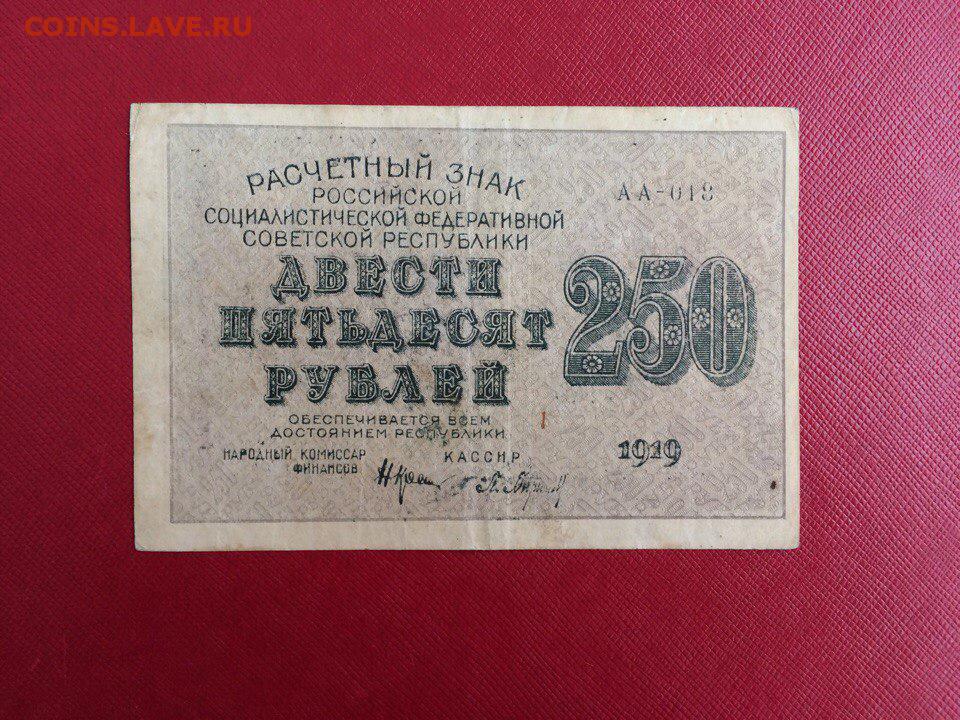 COINS.LAVE.RU
РАСЧЕТНЫЙ ЗНАК
РОССИЙСКОЙ
СОЦИАЛИСТИЧЕСКОЙ ФЕДЕРАТИВНОЙ
СОВЕТСКОЙ РЕСПУБЛИКИ
АА-018
ДВЕСТИ
ПЯТЬДЕСЯТ
РУБЛЕЙ
250
ОБЕСПЕЧИВАЕТСЯ ВСЕМ
ДОСТОЯНИЕМ РЕСПУБЛИКИ
НАРОДНЫЙ КОМИССАР
ФИНАНСОВ
КАССИР
1919